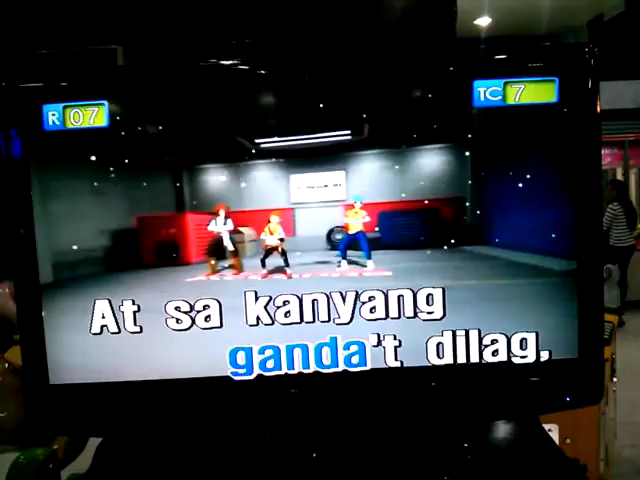 R 07
TC 7
At sa kanyang
ganda't dilag,